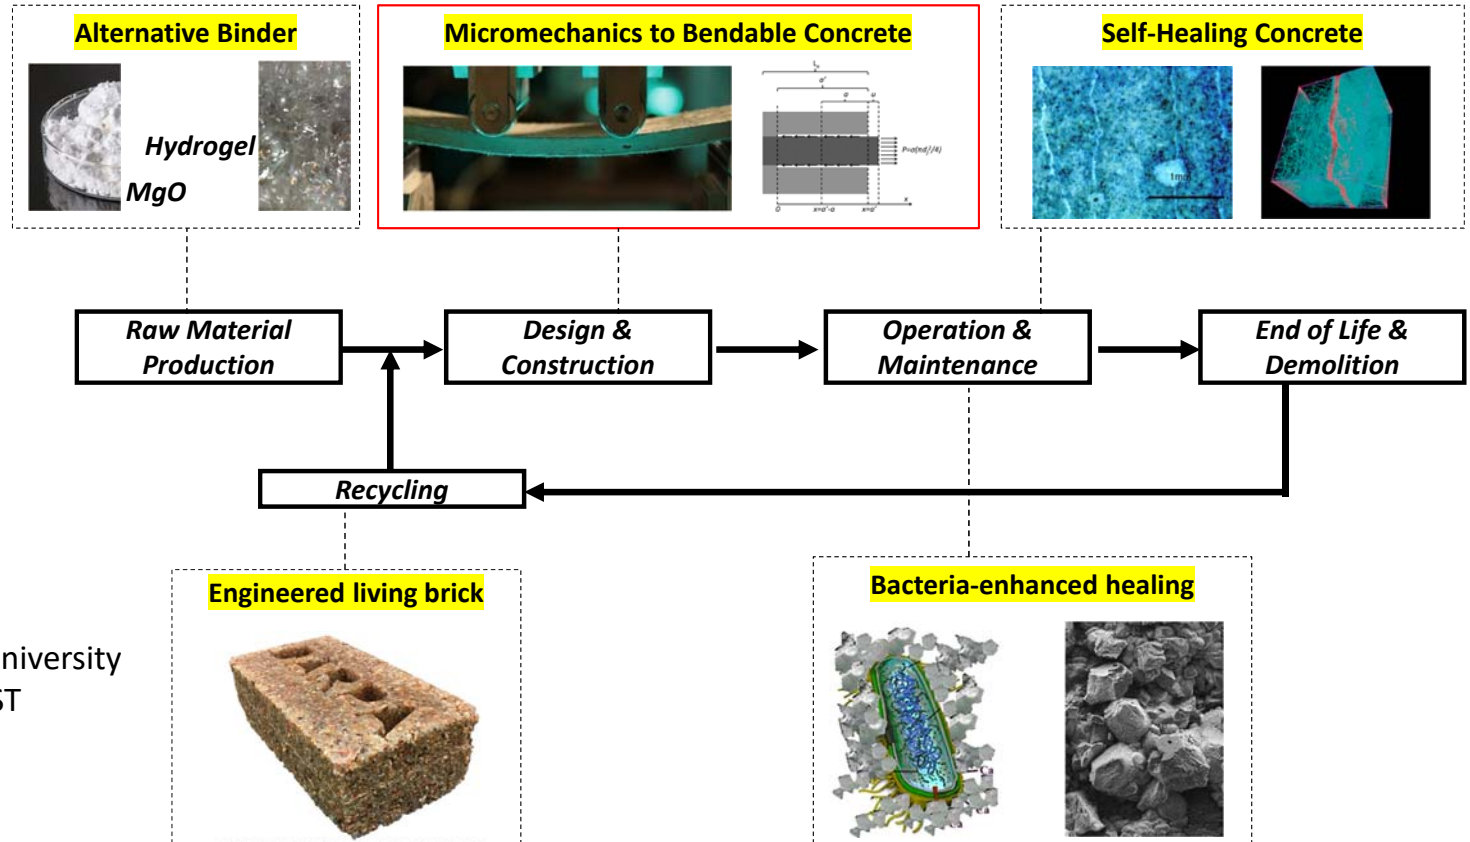 Alternative Binder
Hydrogel
MgO
Micromechanics to Bendable Concrete
a'
a
u
0
x=a'-a
x=a'
x
Self-Healing Concrete
Raw Material
Production
Design &
Construction
Operation &
Maintenance
End of Life &
Demolition
Recycling
Engineered living brick
Bacteria-enhanced healing
niversity
ST